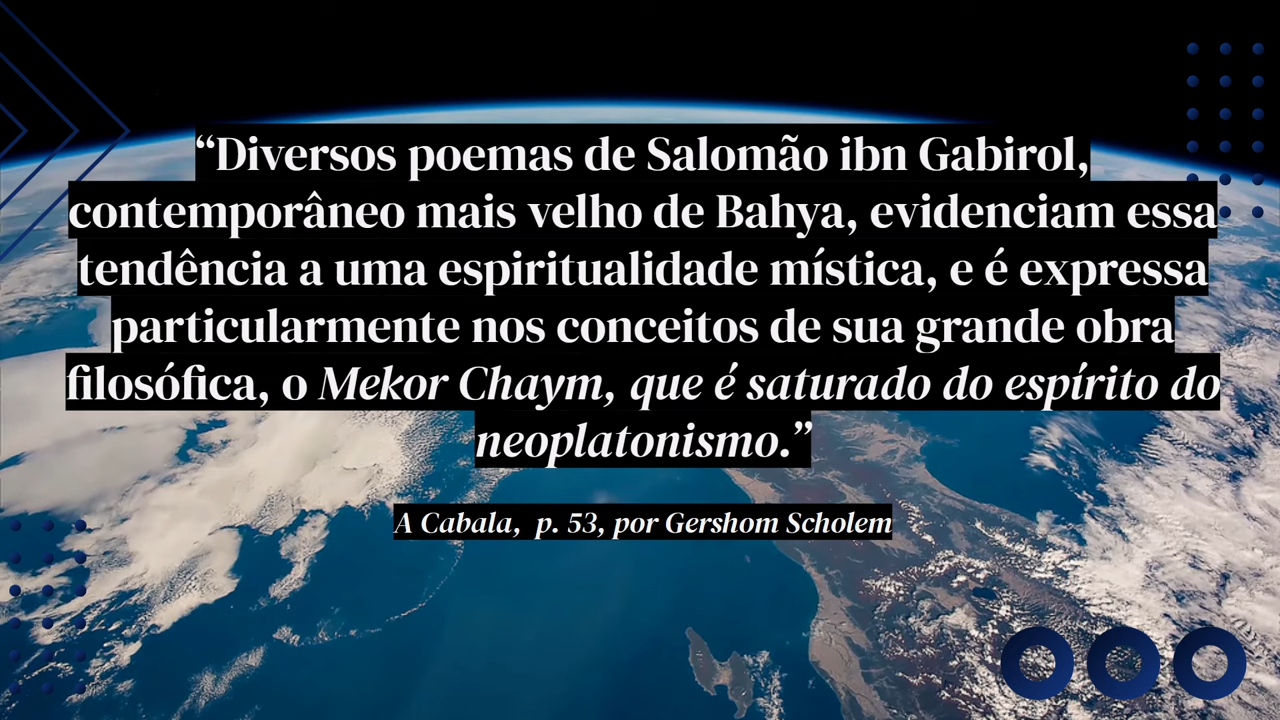 “Diversos poemas de Salomão ibn Gabirol,
contemporâneo mais velho de Bahya, evidenciam essa
tendência a uma espiritualidade mística, e é expressa
particularmente nos conceitos de sua grande obra
filosófica, o Mekor Chaym, que é saturado do espírito do
neoplatonismo.”
A Cabala, p. 53, por Gershom Scholem